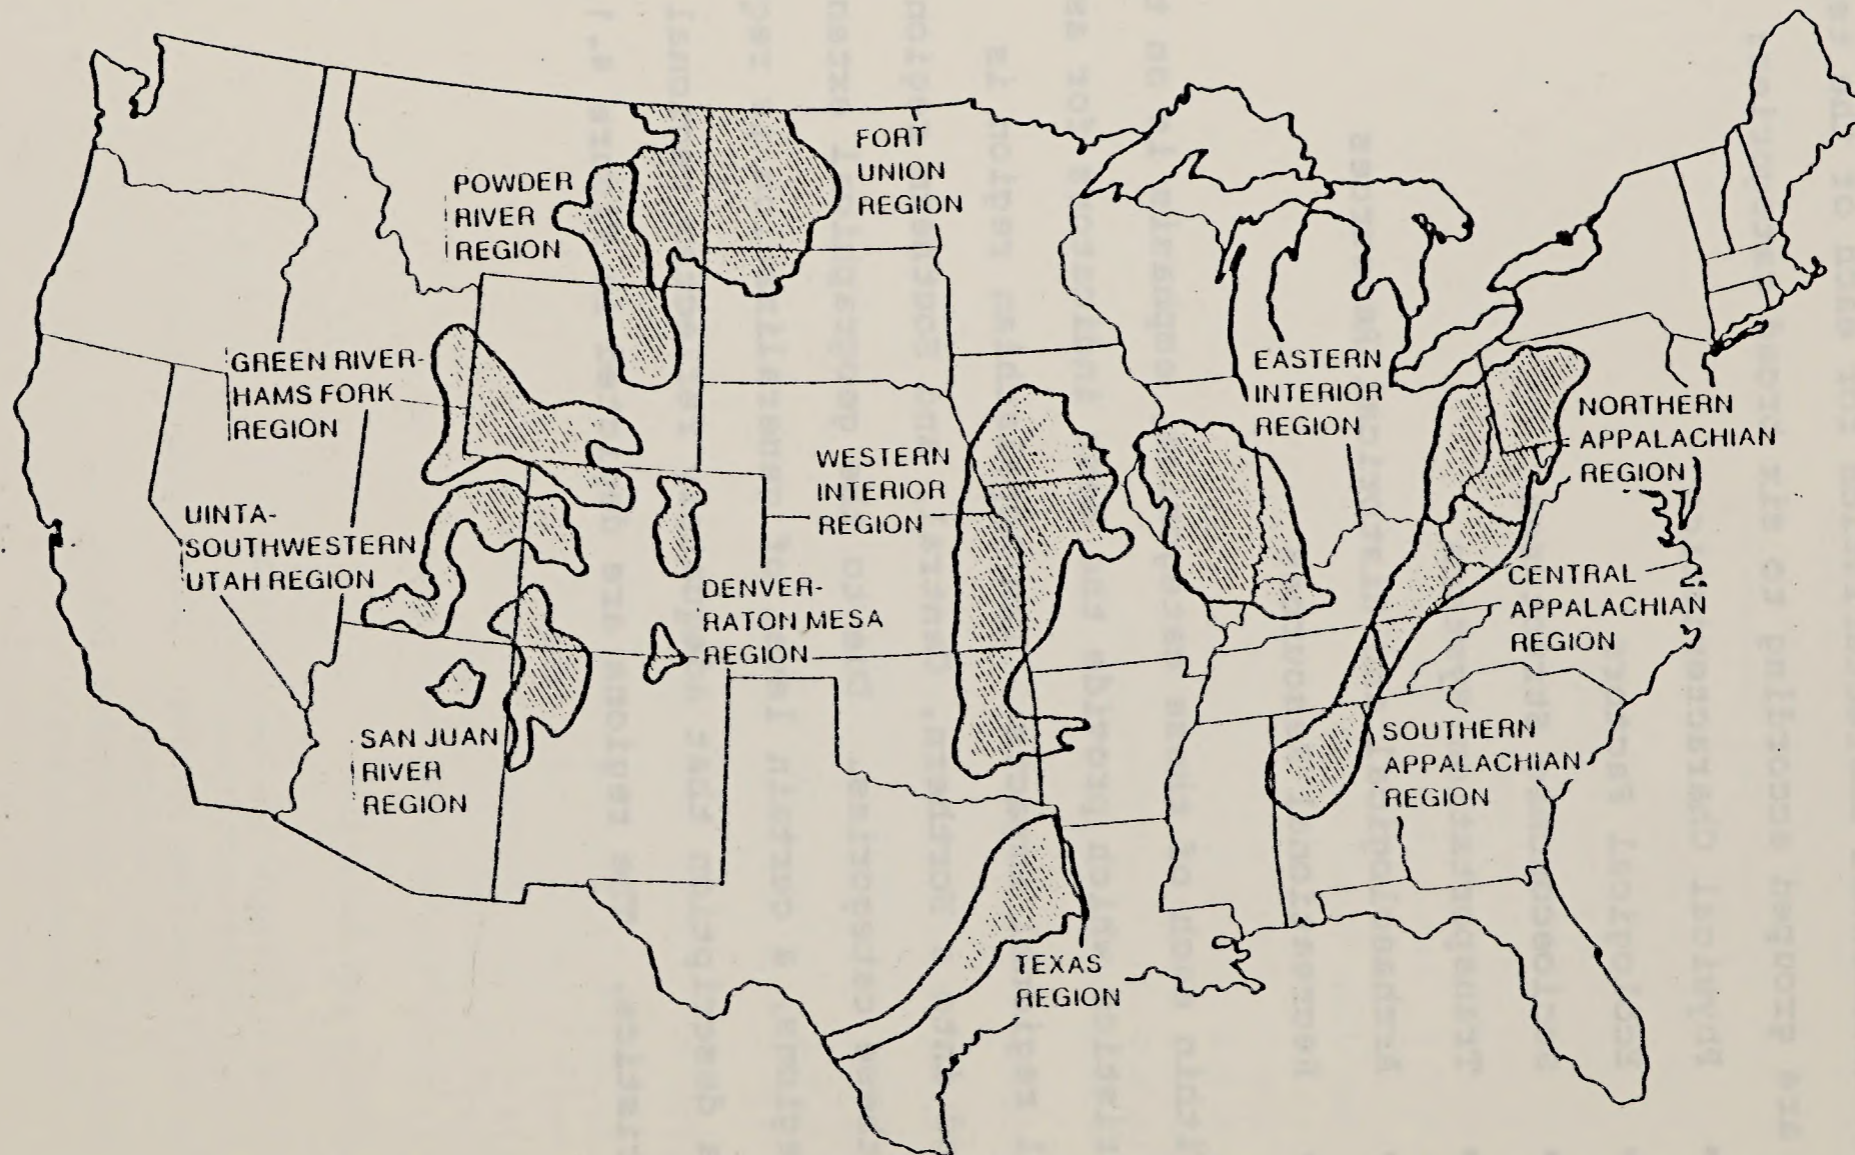 FORT
UNION
REGION
POWDER
RIVER
REGION
GREEN RIVER-
HAMS FORK
REGION
EASTERN
INTERIOR
REGION
NORTHERN
APPALACHIAN
REGION
WESTERN
INTERIOR
REGION
UINTA-
SOUTHWESTERN
UTAH REGION
DENVER-
RATON MESA
REGION
CENTRAL
APPALACHIAN
REGION
SAN JUAN
RIVER
REGION
SOUTHERN
APPALACHIAN
REGION
TEXAS
REGION